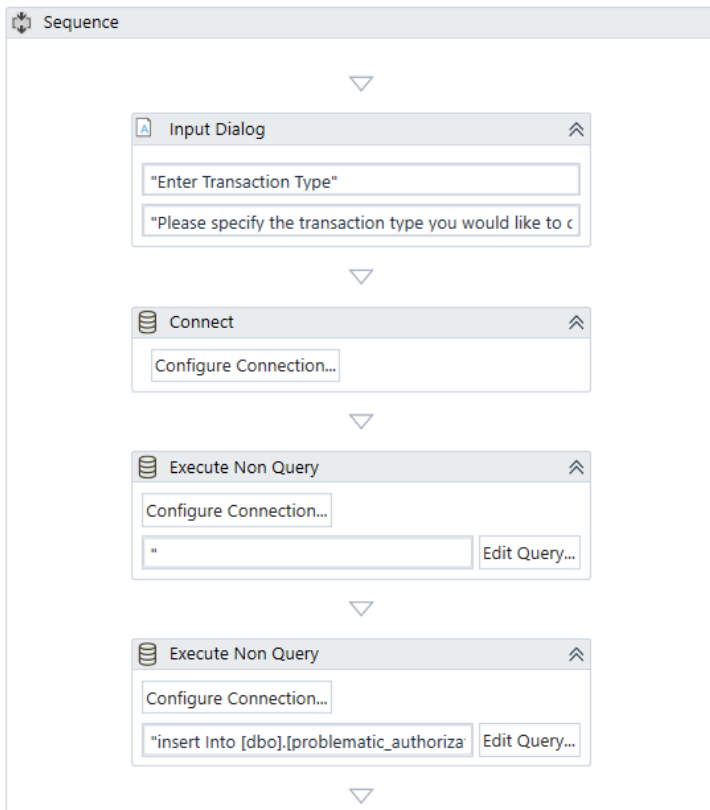 Sequence
Input Dialog
"Enter Transaction Type"
"Please specify the transaction type you would like to c
Connect
Configure Connection...
Execute Non Query
Configure Connection...
"
Edit Query...
Execute Non Query
Configure Connection...
"insert Into [dbo].[problematic_authoriza
Edit Query...